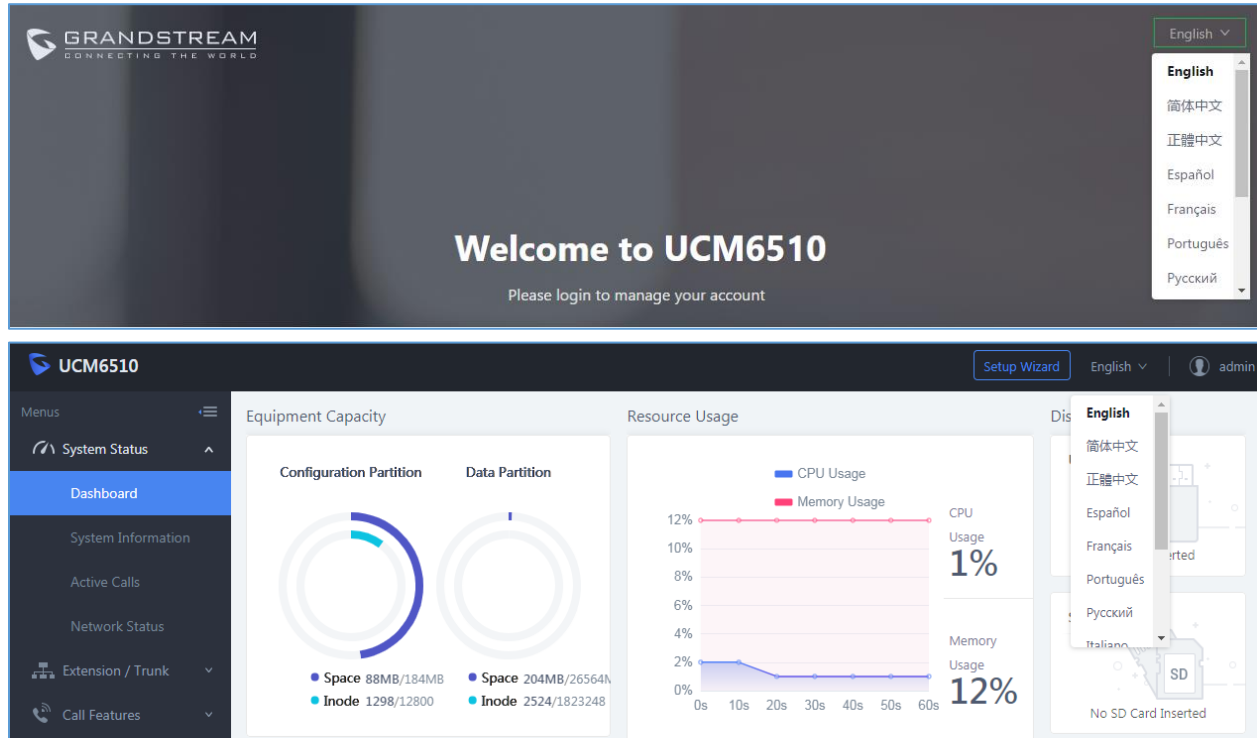 GRANDSTREAM
CONNECTING THE WORLD
English
English
简体中文
正體中文
Español
Français
Português
Русский
Welcome to UCM6510
Please login to manage your account
UCM6510
Setup Wizard
English
admin
Menus
System Status
Dashboard
System Information
Active Calls
Network Status
Extension / Trunk
Call Features
Equipment Capacity
Configuration Partition
Data Partition
Space 88MB/184MB
Inode 1298/12800
Space 204MB/26564M
Inode 2524/1823248
Resource Usage
CPU Usage
Memory Usage
12%
10%
8%
6%
4%
2%
0%
0s 10s 20s 30s 40s 50s 60s
CPU
Usage
1%
Memory
Usage
12%
English
简体中文
正體中文
Español
Français
Português
Русский
Italiano
SD
No SD Card Inserted